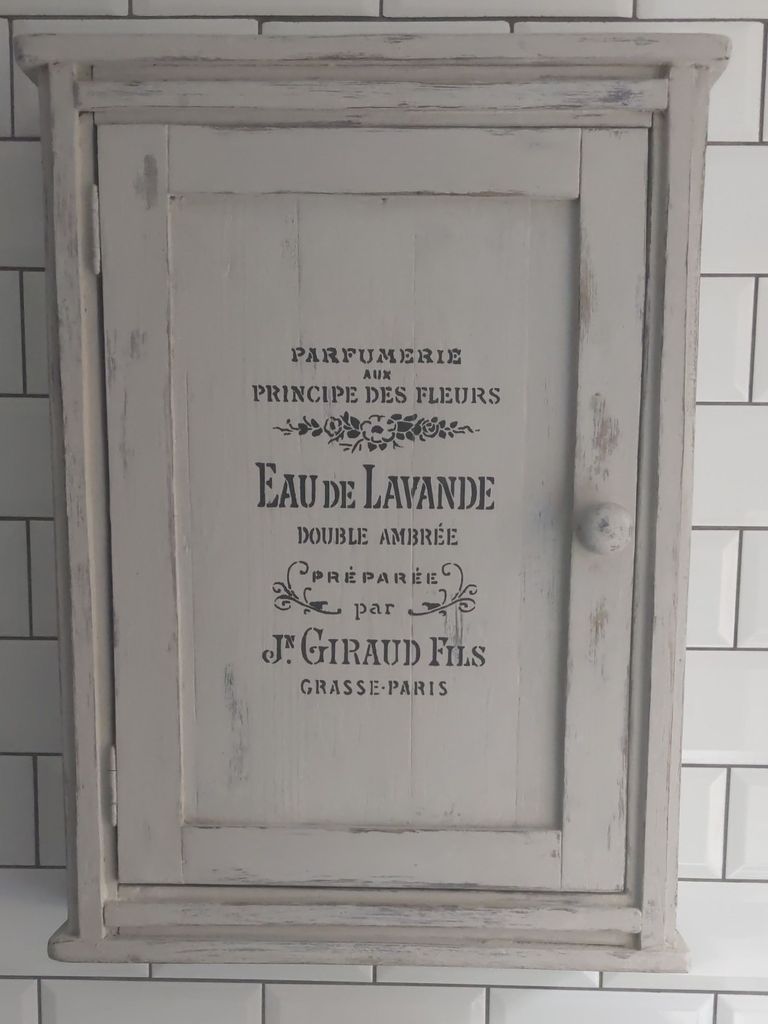 PARFUMERIE
AUX
PRINCIPE DES FLEURS
EAU DE LAVANDE
DOUBLE AMBRÉE
PRÉPARÉE
par
JN. GIRAUD FILS
GRASSE-PARIS